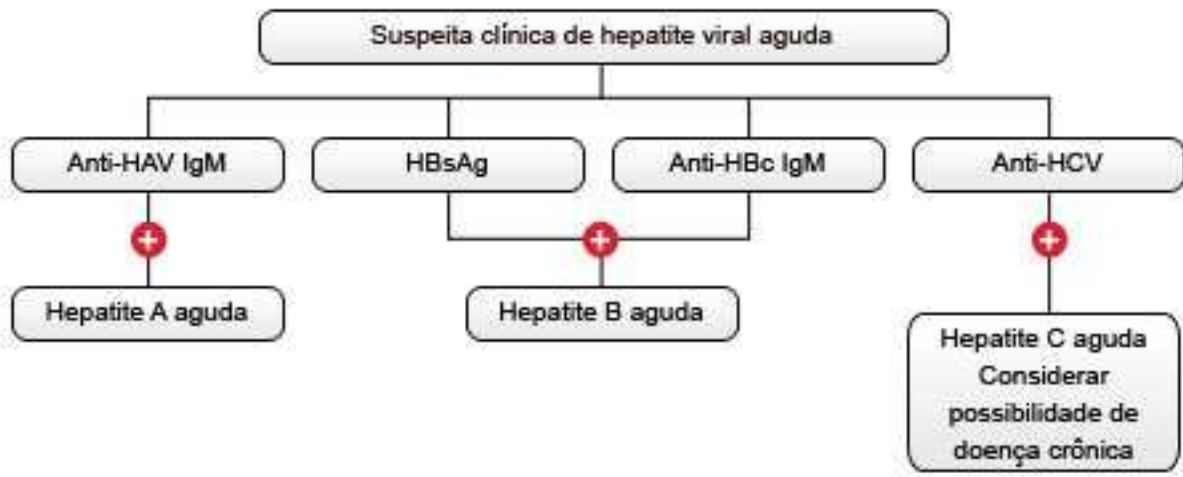 Suspeita clínica de hepatite viral aguda
Anti-HAV IgM
HBsAg
Anti-HBc IgM
Anti-HCV
Hepatite A aguda
Hepatite B aguda
Hepatite C aguda
Considerar
possibilidade de
doença crônica